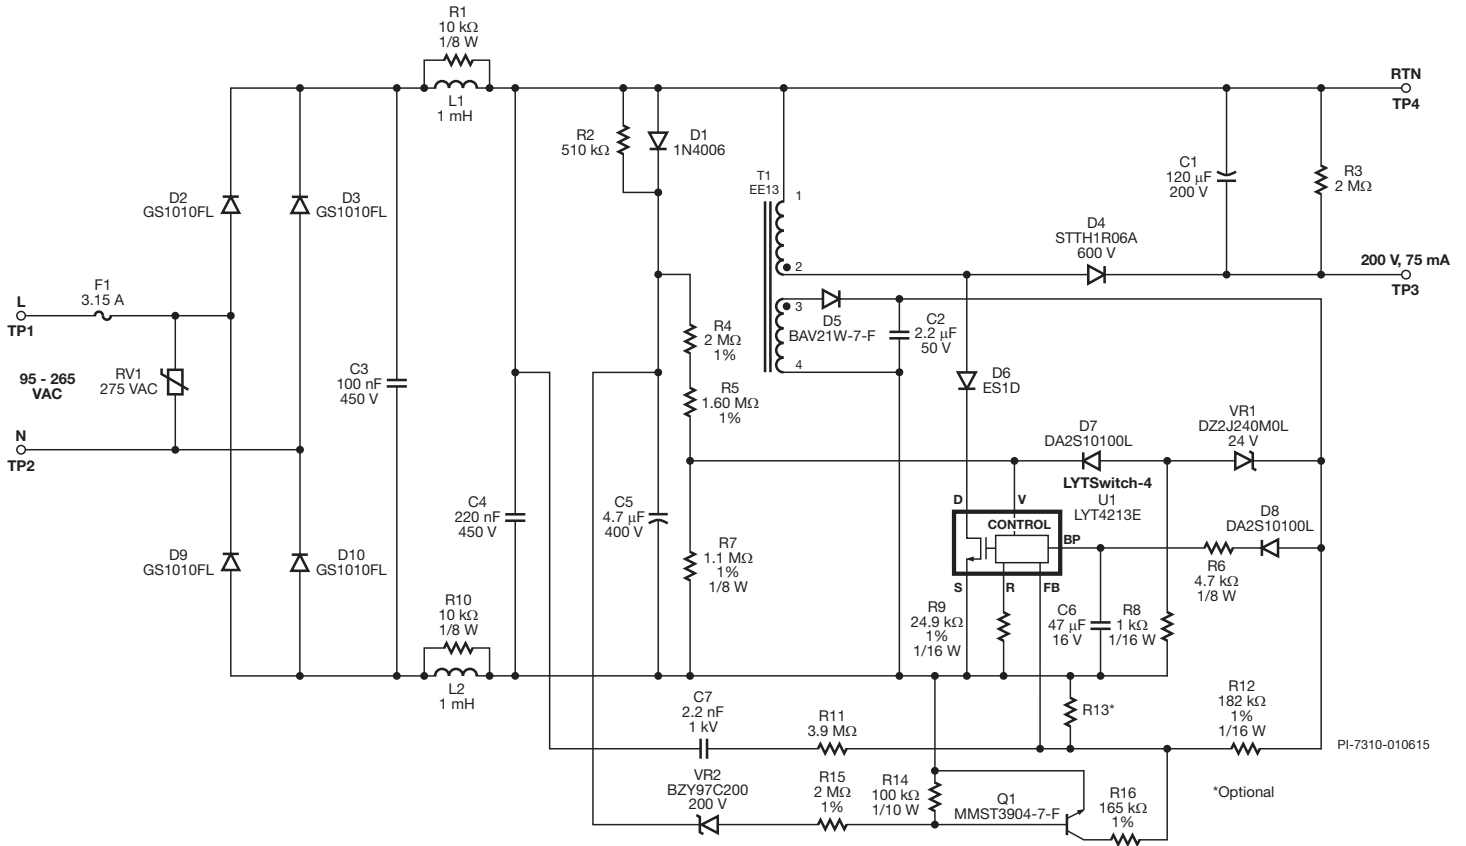 R1
10 kΩ
1/8 W
L1
1 mH
RTN
TP4
R2
510 kΩ
D1
1N4006
T1
EE13
1
2
3
4
C1
120 µF
200 V
R3
2 MΩ
D2
GS1010FL
D3
GS1010FL
D4
STTH1R06A
600 V
200 V, 75 mA
TP3
F1
3.15 A
L
TP1
95 - 265
VAC
RV1
275 VAC
N
TP2
C3
100 nF
450 V
R4
2 MΩ
1%
R5
1.60 MΩ
1%
D5
BAV21W-7-F
C2
2.2 µF
50 V
D6
ES1D
D7
DA2S10100L
VR1
DZ2J240M0L
24 V
LYTSwitch-4
U1
LYT4213E
D
V
CONTROL
BP
S
R
FB
D8
DA2S10100L
R6
4.7 kΩ
1/8 W
C4
220 nF
450 V
C5
4.7 µF
400 V
R7
1.1 MΩ
1%
1/8 W
D9
GS1010FL
D10
GS1010FL
R9
24.9 kΩ
1%
1/16 W
C6
47 µF
16 V
R8
1 kΩ
1/16 W
R10
10 kΩ
1/8 W
L2
1 mH
C7
2.2 nF
1 kV
R11
3.9 MΩ
R13*
R12
182 kΩ
1%
1/16 W
PI-7310-010615
VR2
BZY97C200
200 V
R15
2 MΩ
1%
R14
100 kΩ
1/10 W
Q1
MMST3904-7-F
R16
165 kΩ
1%
*Optional